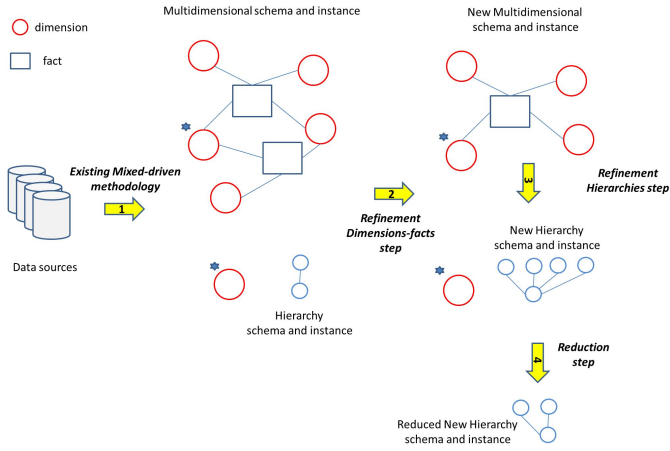 Multidimensional schema and instance
New Multidimensional
schema and instance
dimension
fact
Existing Mixed-driven
methodology
1
Data sources
2
Refinement
Dimensions-facts
step
3
Refinement
Hierarchies step
New Hierarchy
schema and instance
Hierarchy
schema and instance
4
Reduction
step
Reduced New Hierarchy
schema and instance